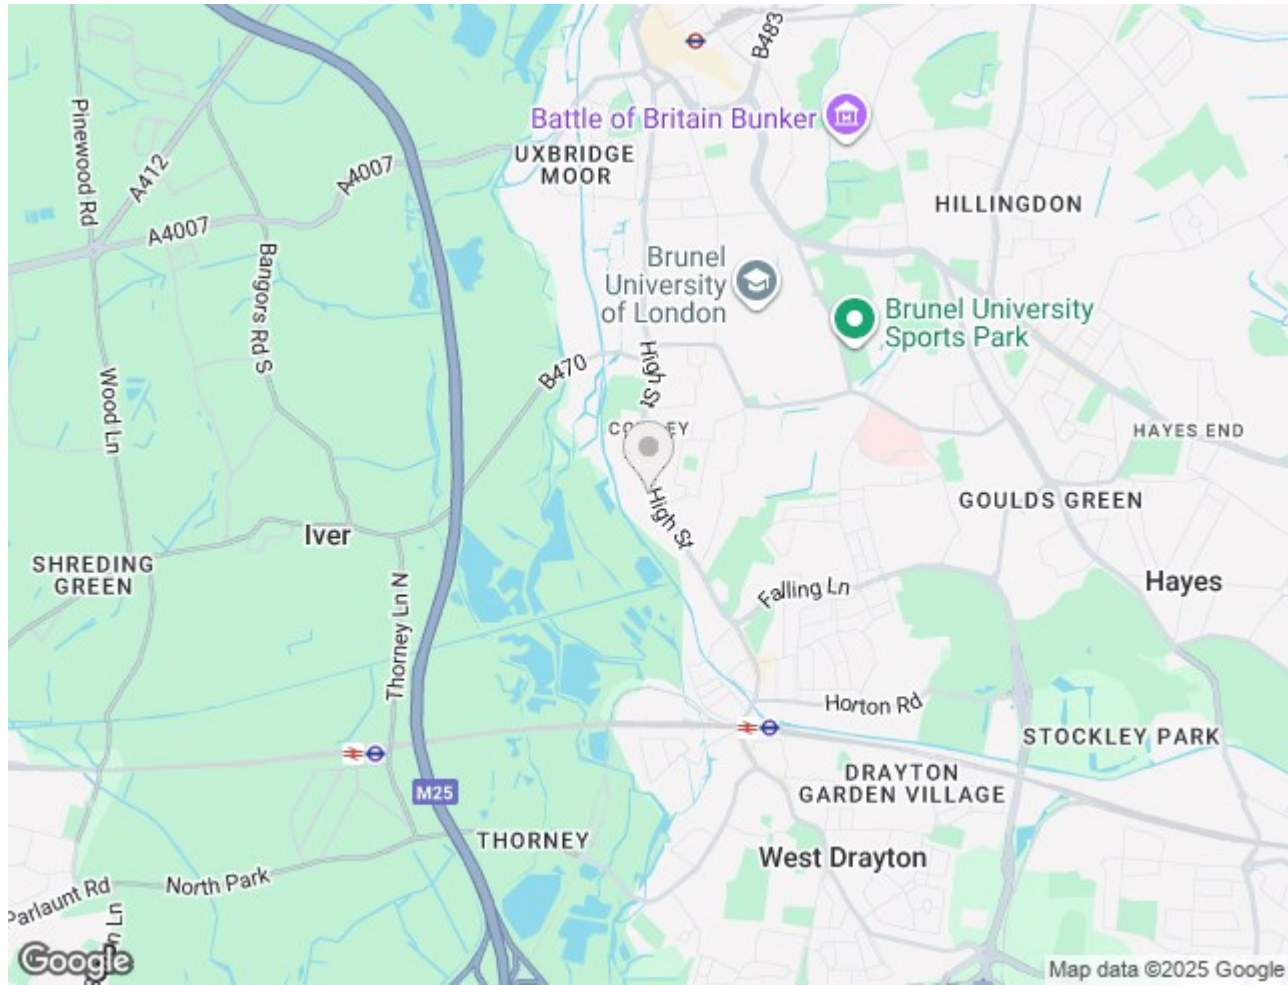 B483
Battle of Britain Bunker
UXBRIDGE
MOOR
Pinewood Rd
A412
A4007
A4007
HILLINGDON
Bangors Rd S
Brunel
University
of London
Brunel University
Sports Park
High St
B470
Wood Ln
HAYES END
High St
GOULDS GREEN
Iver
SHREDING
GREEN
Hayes
Falling Ln
Thorney Ln N
Horton Rd
STOCKLEY PARK
DRAYTON
GARDEN VILLAGE
M25
THORNEY
West Drayton
North Park
Parlaunt Rd
Google
Map data ©2025 Google